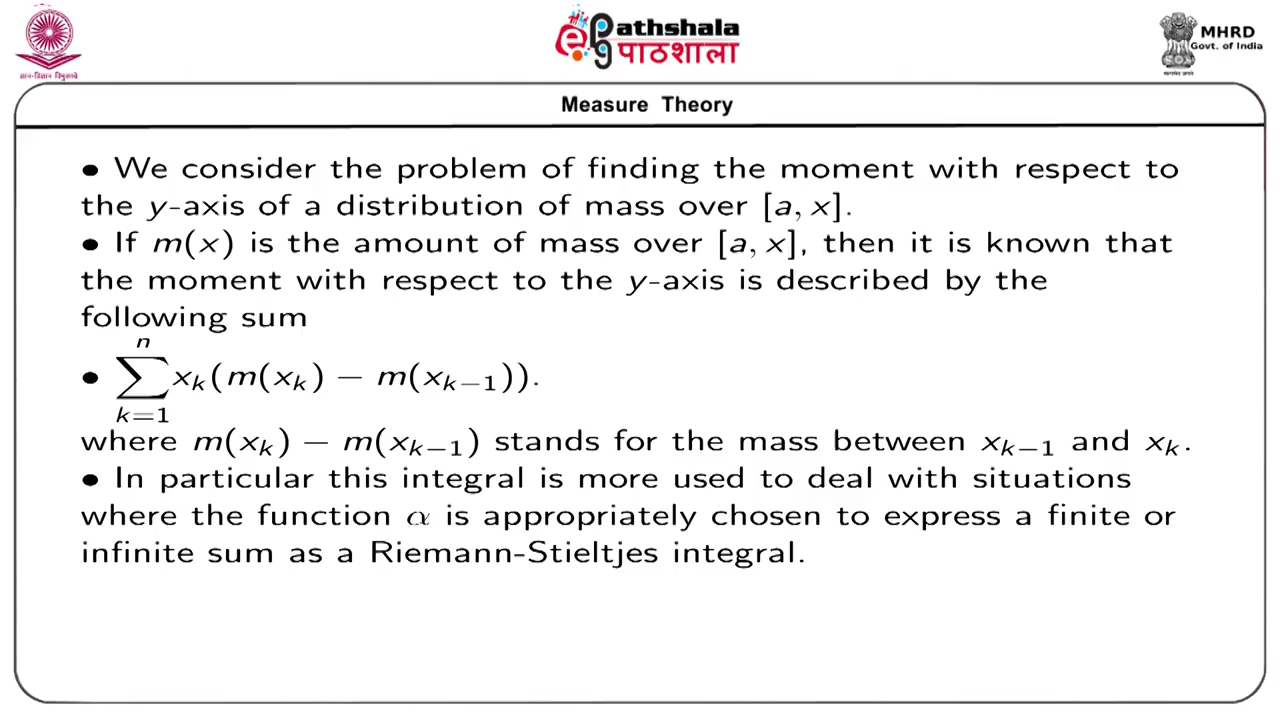 ज्ञान-विज्ञान विमुक्तये
ePathshala
पाठशाला
सत्यमेव जयते
MHRD
Govt. of India
Measure Theory
• We consider the problem of finding the moment with respect to
the y-axis of a distribution of mass over [a, x].
• If m(x) is the amount of mass over [a, x], then it is known that
the moment with respect to the y-axis is described by the
following sum
• ∑_{k=1}^{n} x_k(m(x_k) − m(x_{k−1})).
where m(x_k) − m(x_{k−1}) stands for the mass between x_{k−1} and x_k.
• In particular this integral is more used to deal with situations
where the function α is appropriately chosen to express a finite or
infinite sum as a Riemann-Stieltjes integral.